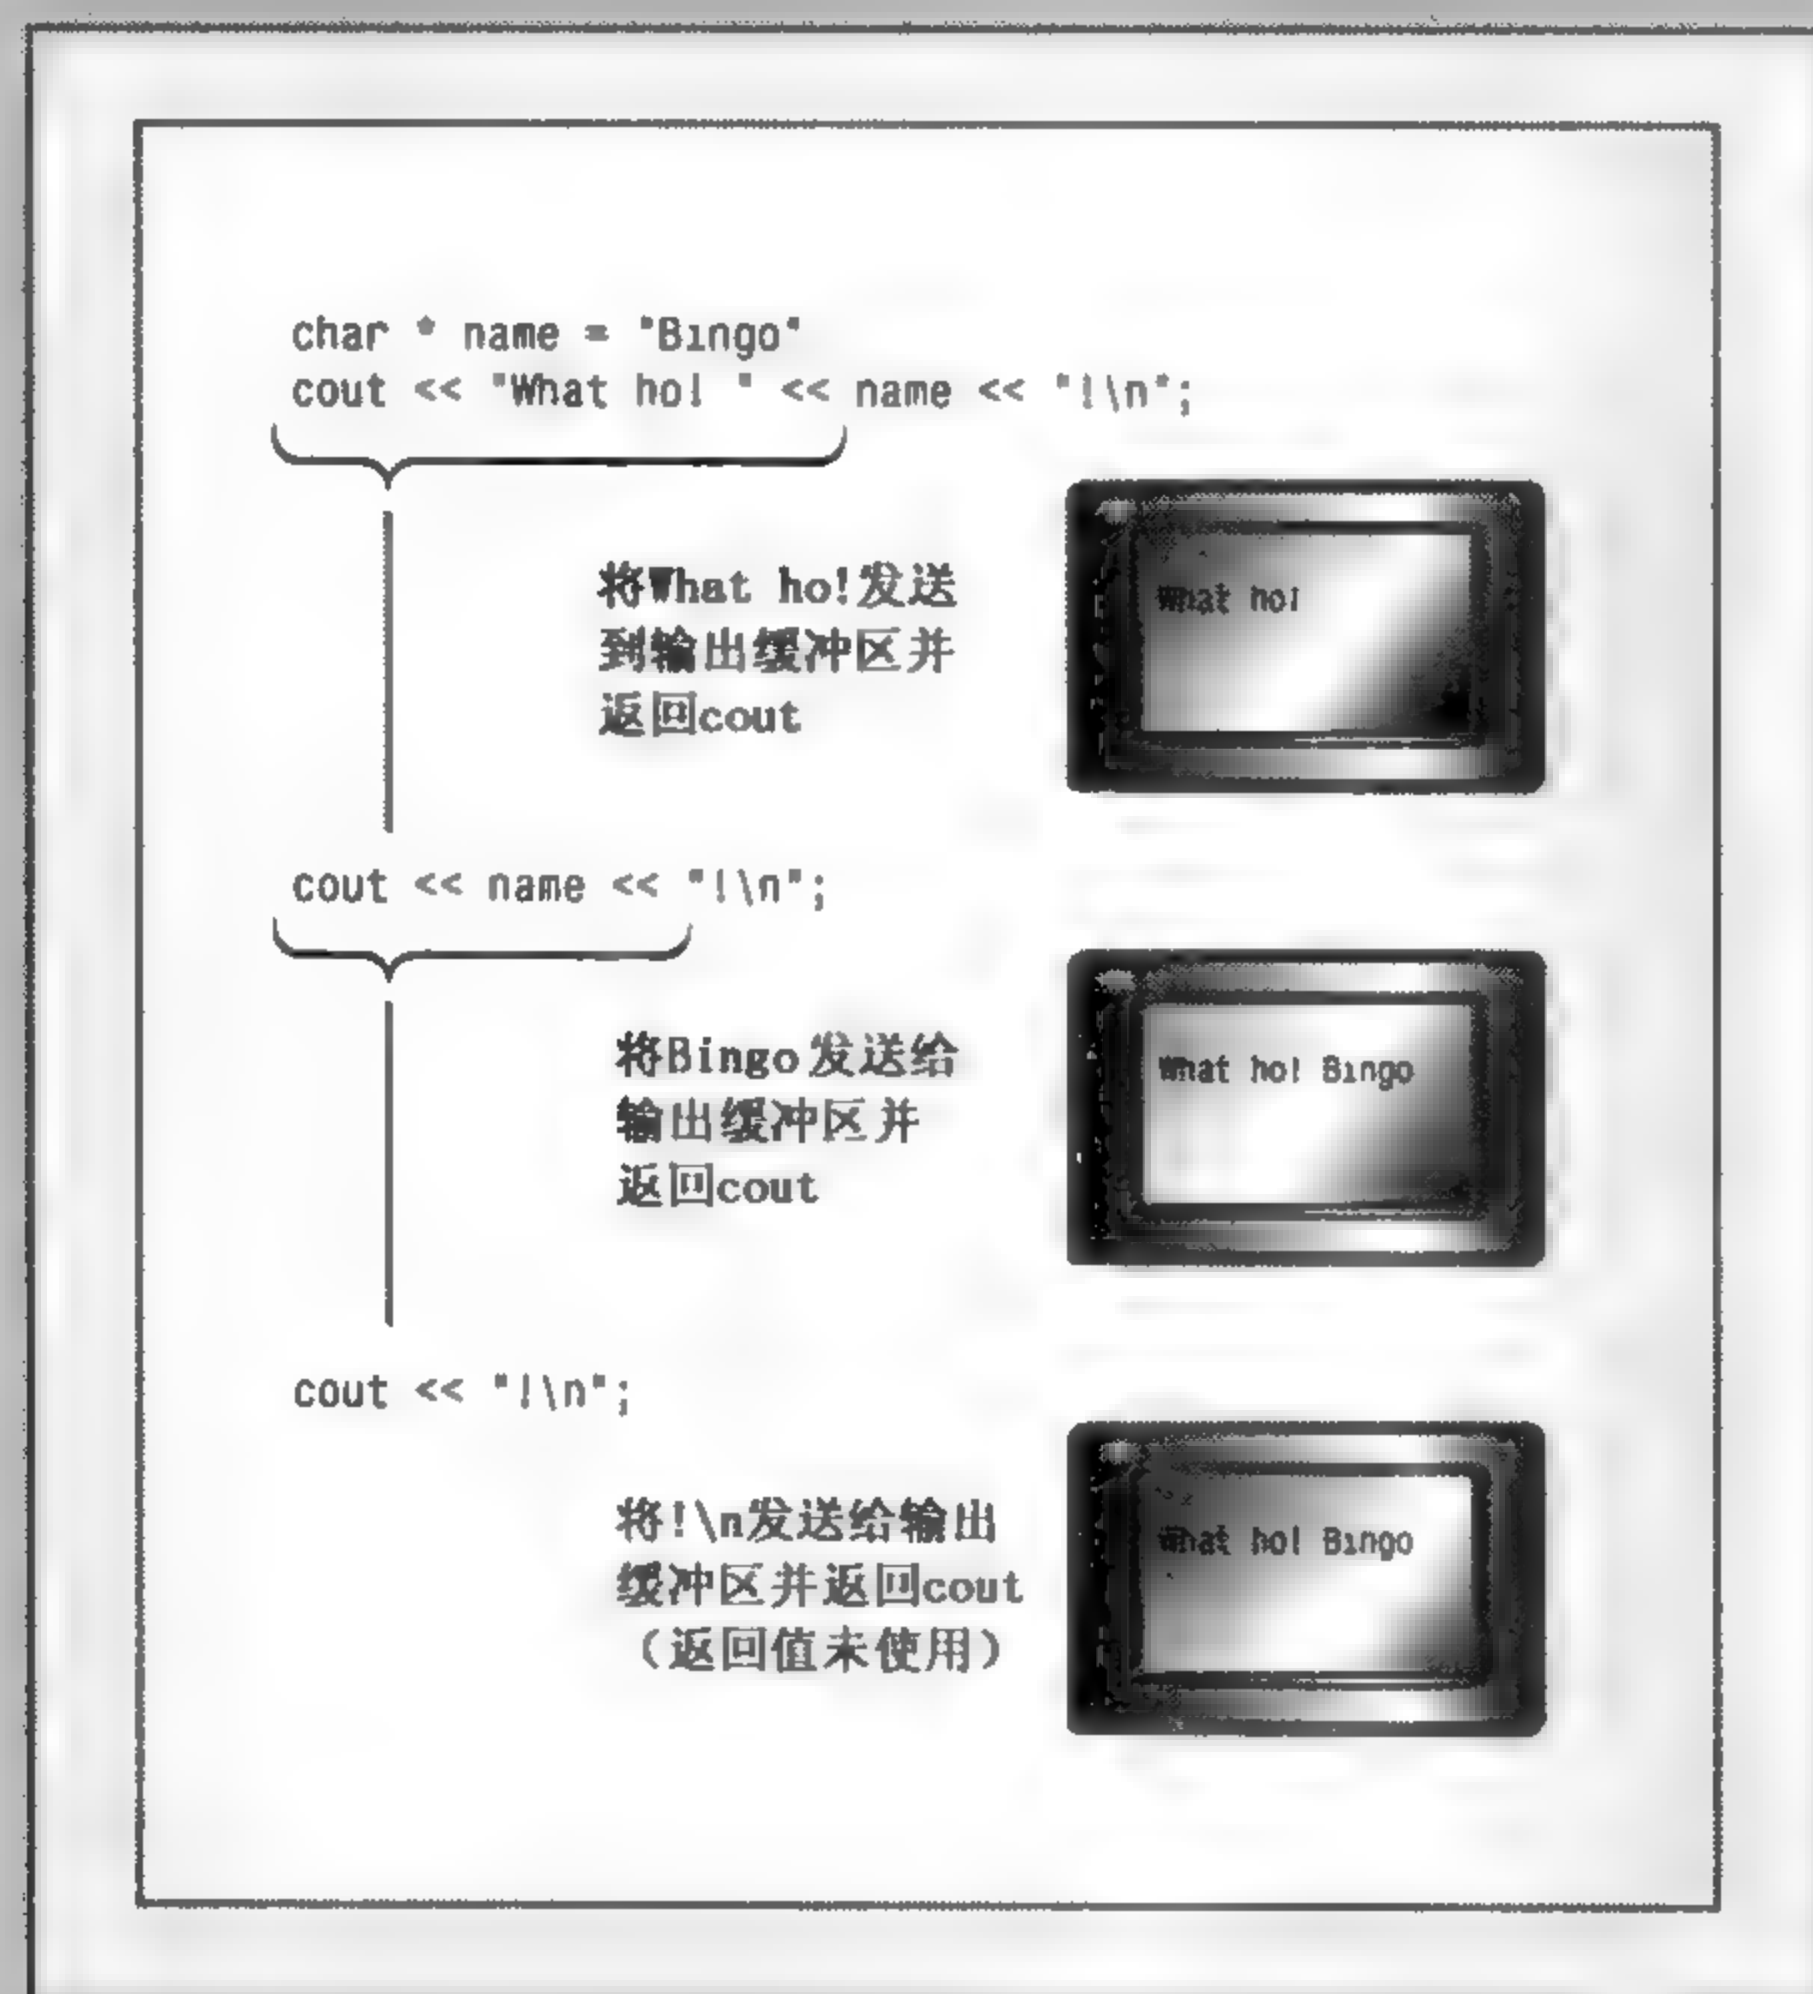 char * name = "Bingo"
cout << "What ho! " << name << "!\n";
将What ho!发送
到输出缓冲区并
返回cout
What ho!
cout << name << "!\n";
将Bingo发送给
输出缓冲区并
返回cout
What ho! Bingo
cout << "!\n";
将!\n发送给输出
缓冲区并返回cout
（返回值未使用）
What ho! Bingo